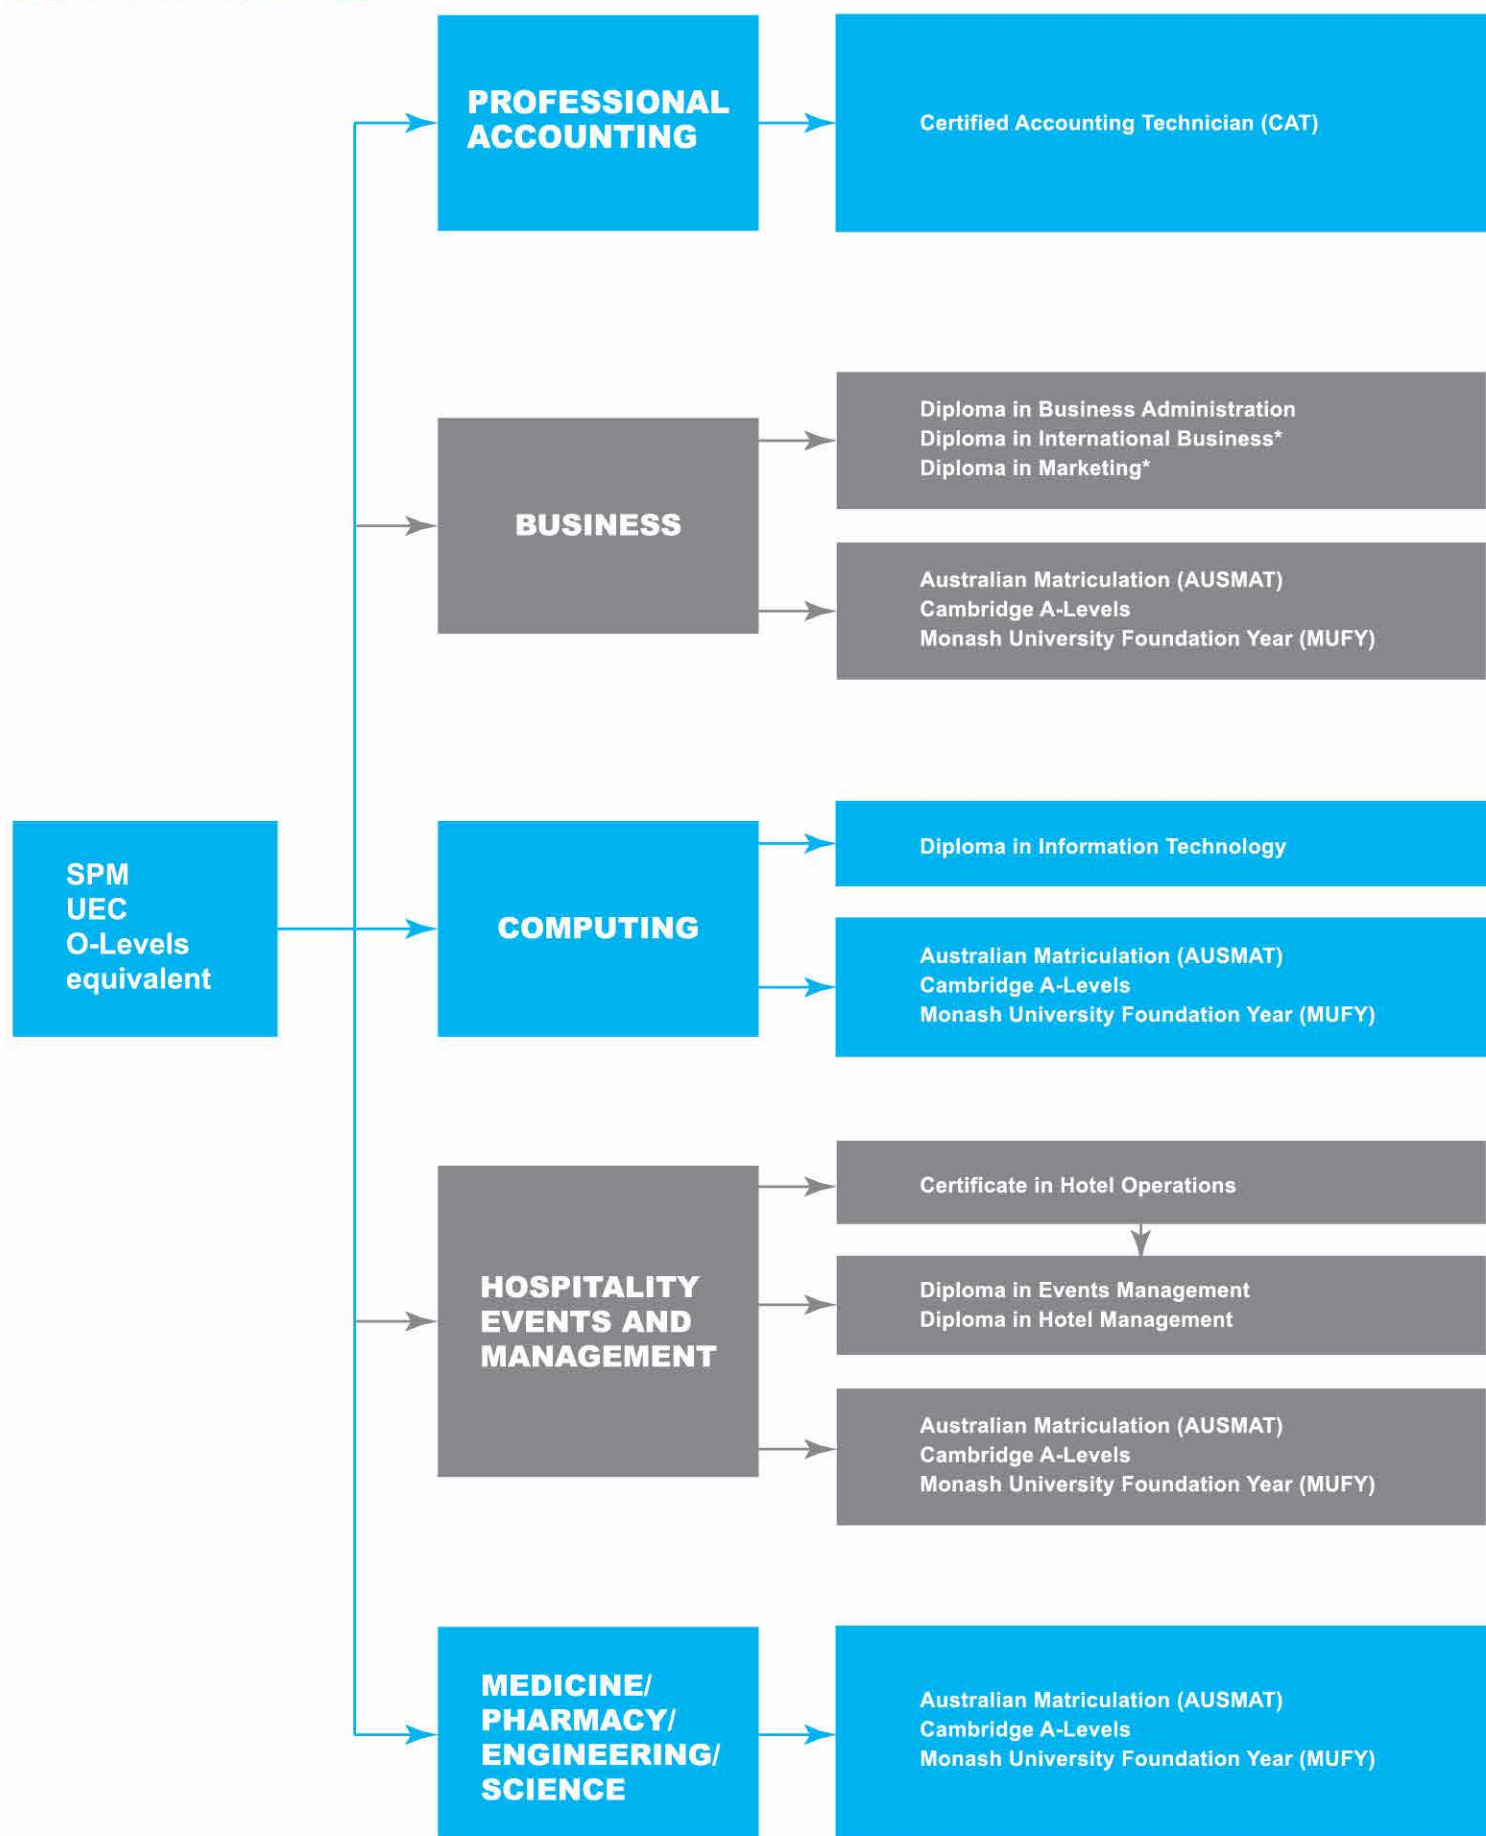 PROFESSIONAL
ACCOUNTING
Certified Accounting Technician (CAT)
BUSINESS
Diploma in Business Administration
Diploma in International Business*
Diploma in Marketing*
Australian Matriculation (AUSMAT)
Cambridge A-Levels
Monash University Foundation Year (MUFY)
SPM
UEC
O-Levels
equivalent
COMPUTING
Diploma in Information Technology
Australian Matriculation (AUSMAT)
Cambridge A-Levels
Monash University Foundation Year (MUFY)
HOSPITALITY
EVENTS AND
MANAGEMENT
Certificate in Hotel Operations
Diploma in Events Management
Diploma in Hotel Management
Australian Matriculation (AUSMAT)
Cambridge A-Levels
Monash University Foundation Year (MUFY)
MEDICINE/
PHARMACY/
ENGINEERING/
SCIENCE
Australian Matriculation (AUSMAT)
Cambridge A-Levels
Monash University Foundation Year (MUFY)